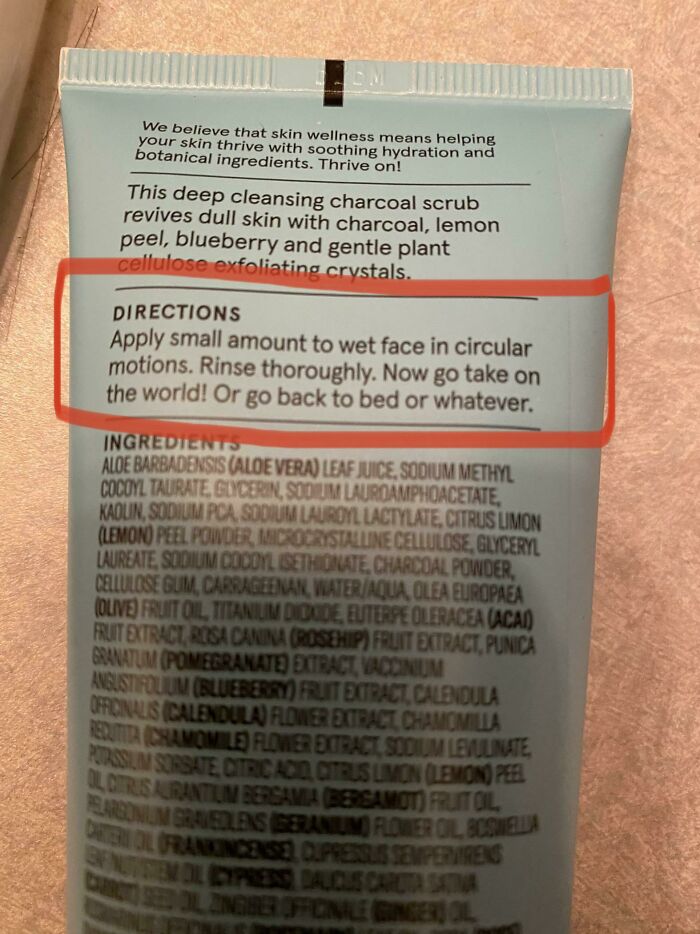 We believe that skin wellness means helping
your skin thrive with soothing hydration and
botanical ingredients. Thrive on!
This deep cleansing charcoal scrub
revives dull skin with charcoal, lemon
peel, blueberry and gentle plant
cellulose exfoliating crystals.
DIRECTIONS
Apply small amount to wet face in circular
motions. Rinse thoroughly. Now go take on
the world! Or go back to bed or whatever.
INGREDIENTS
ALOE BARBADENSIS (ALOE VERA) LEAF JUICE, SODIUM METHYL
COCOYL TAURATE, GLYCERIN, SODIUM LAUROAMPHOACETATE,
KAOLIN, SODIUM PCA, SODIUM LAUROYL LACTYLATE, CITRUS LIMON
(LEMON) PEEL POWDER, MICROCRYSTALLINE CELLULOSE, GLYCERYL
LAUREATE, SODIUM COCOYL ISETHIONATE, CHARCOAL POWDER,
CELLULOSE GUM, CARRAGEENAN, WATER/AQUA, OLEA EUROPAEA
(OLIVE) FRUIT OIL, TITANIUM DIOXIDE, EUTERPE OLERACEA (ACAI)
FRUIT EXTRACT, ROSA CANINA (ROSEHIP) FRUIT EXTRACT, PUNICA
GRANATUM (POMEGRANATE) EXTRACT, VACCINIUM
ANGUSTIFOLIUM (BLUEBERRY) FRUIT EXTRACT, CALENDULA
OFFICINALIS (CALENDULA) FLOWER EXTRACT, CHAMOMILLA
RECUTITA (CHAMOMILE) FLOWER EXTRACT, SODIUM LEVULINATE,
POTASSIUM SORBATE, CITRIC ACID, CITRUS LIMON (LEMON) PEEL
OIL, CITRUS AURANTIUM BERGAMIA (BERGAMOT) FRUIT OIL,
PELARGONIUM GRAVEOLENS (GERANIUM) FLOWER OIL, BOSWELLIA
CARTERII OIL (FRANKINCENSE), CUPRESSUS SEMPERVIRENS
OIL (CYPRESS), DAUCUS CAROTA SATIVA
(CARROT) SEED OIL, ZINGIBER OFFICINALE (GINGER) OIL,